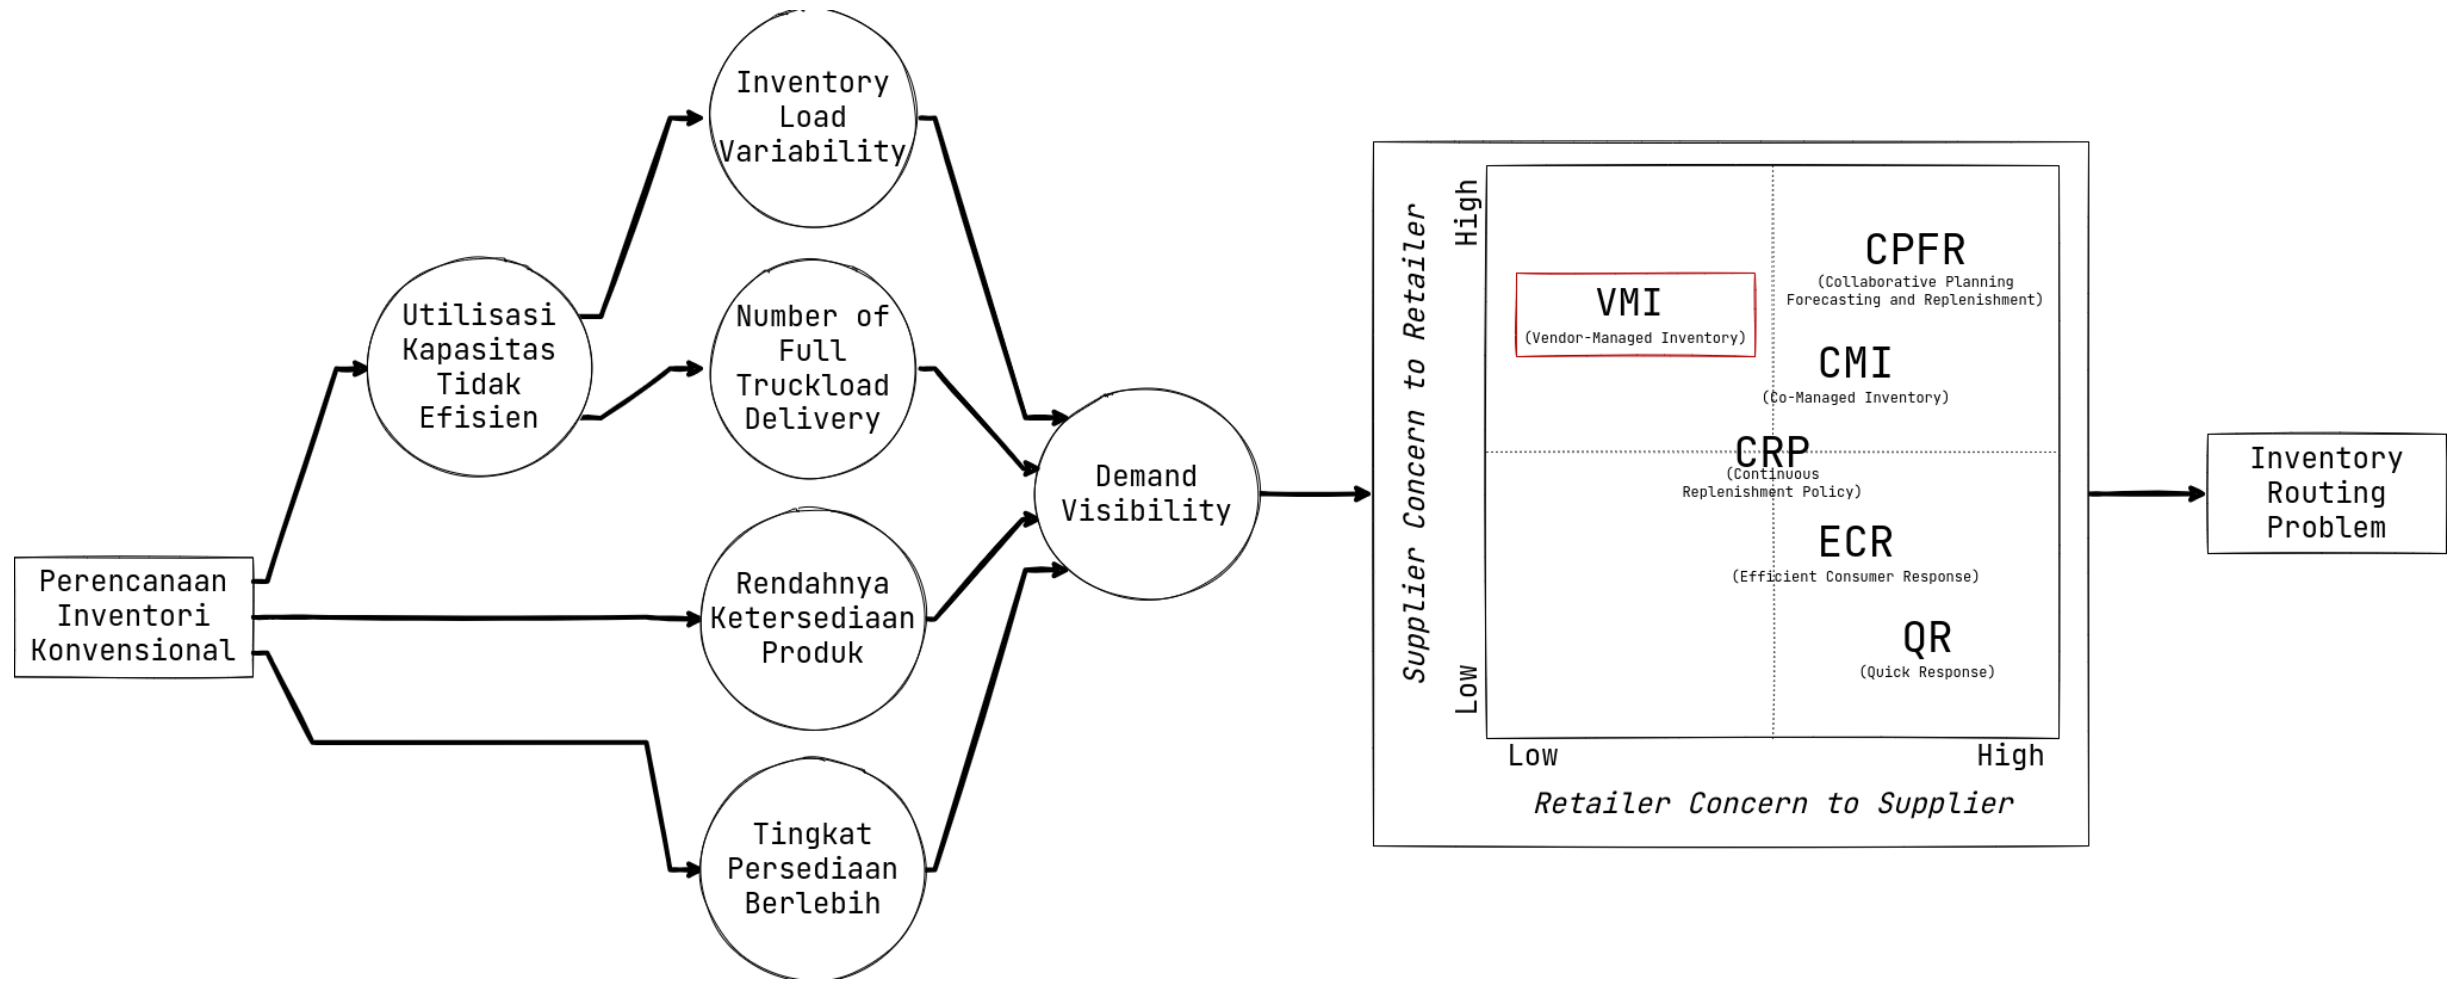 Perencanaan
Inventori
Konvensional
Utilisasi
Kapasitas
Tidak
Efisien
Inventory
Load
Variability
Number of
Full
Truckload
Delivery
Rendahnya
Ketersediaan
Produk
Tingkat
Persediaan
Berlebih
Demand
Visibility
Supplier Concern to Retailer
High
Low
VMI
(Vendor-Managed Inventory)
CPFR
(Collaborative Planning
Forecasting and Replenishment)
CMI
(Co-Managed Inventory)
CRP
(Continuous
Replenishment Policy)
ECR
(Efficient Consumer Response)
QR
(Quick Response)
Low
High
Retailer Concern to Supplier
Inventory
Routing
Problem